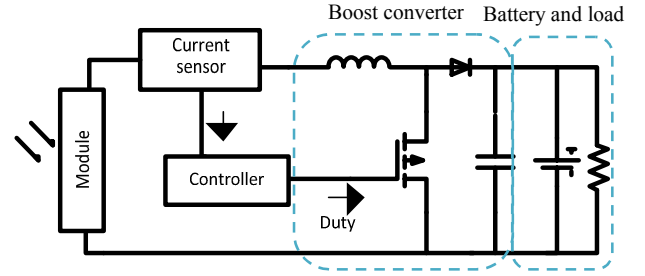 Boost converter
Battery and load
Current
sensor
Module
Controller
Duty